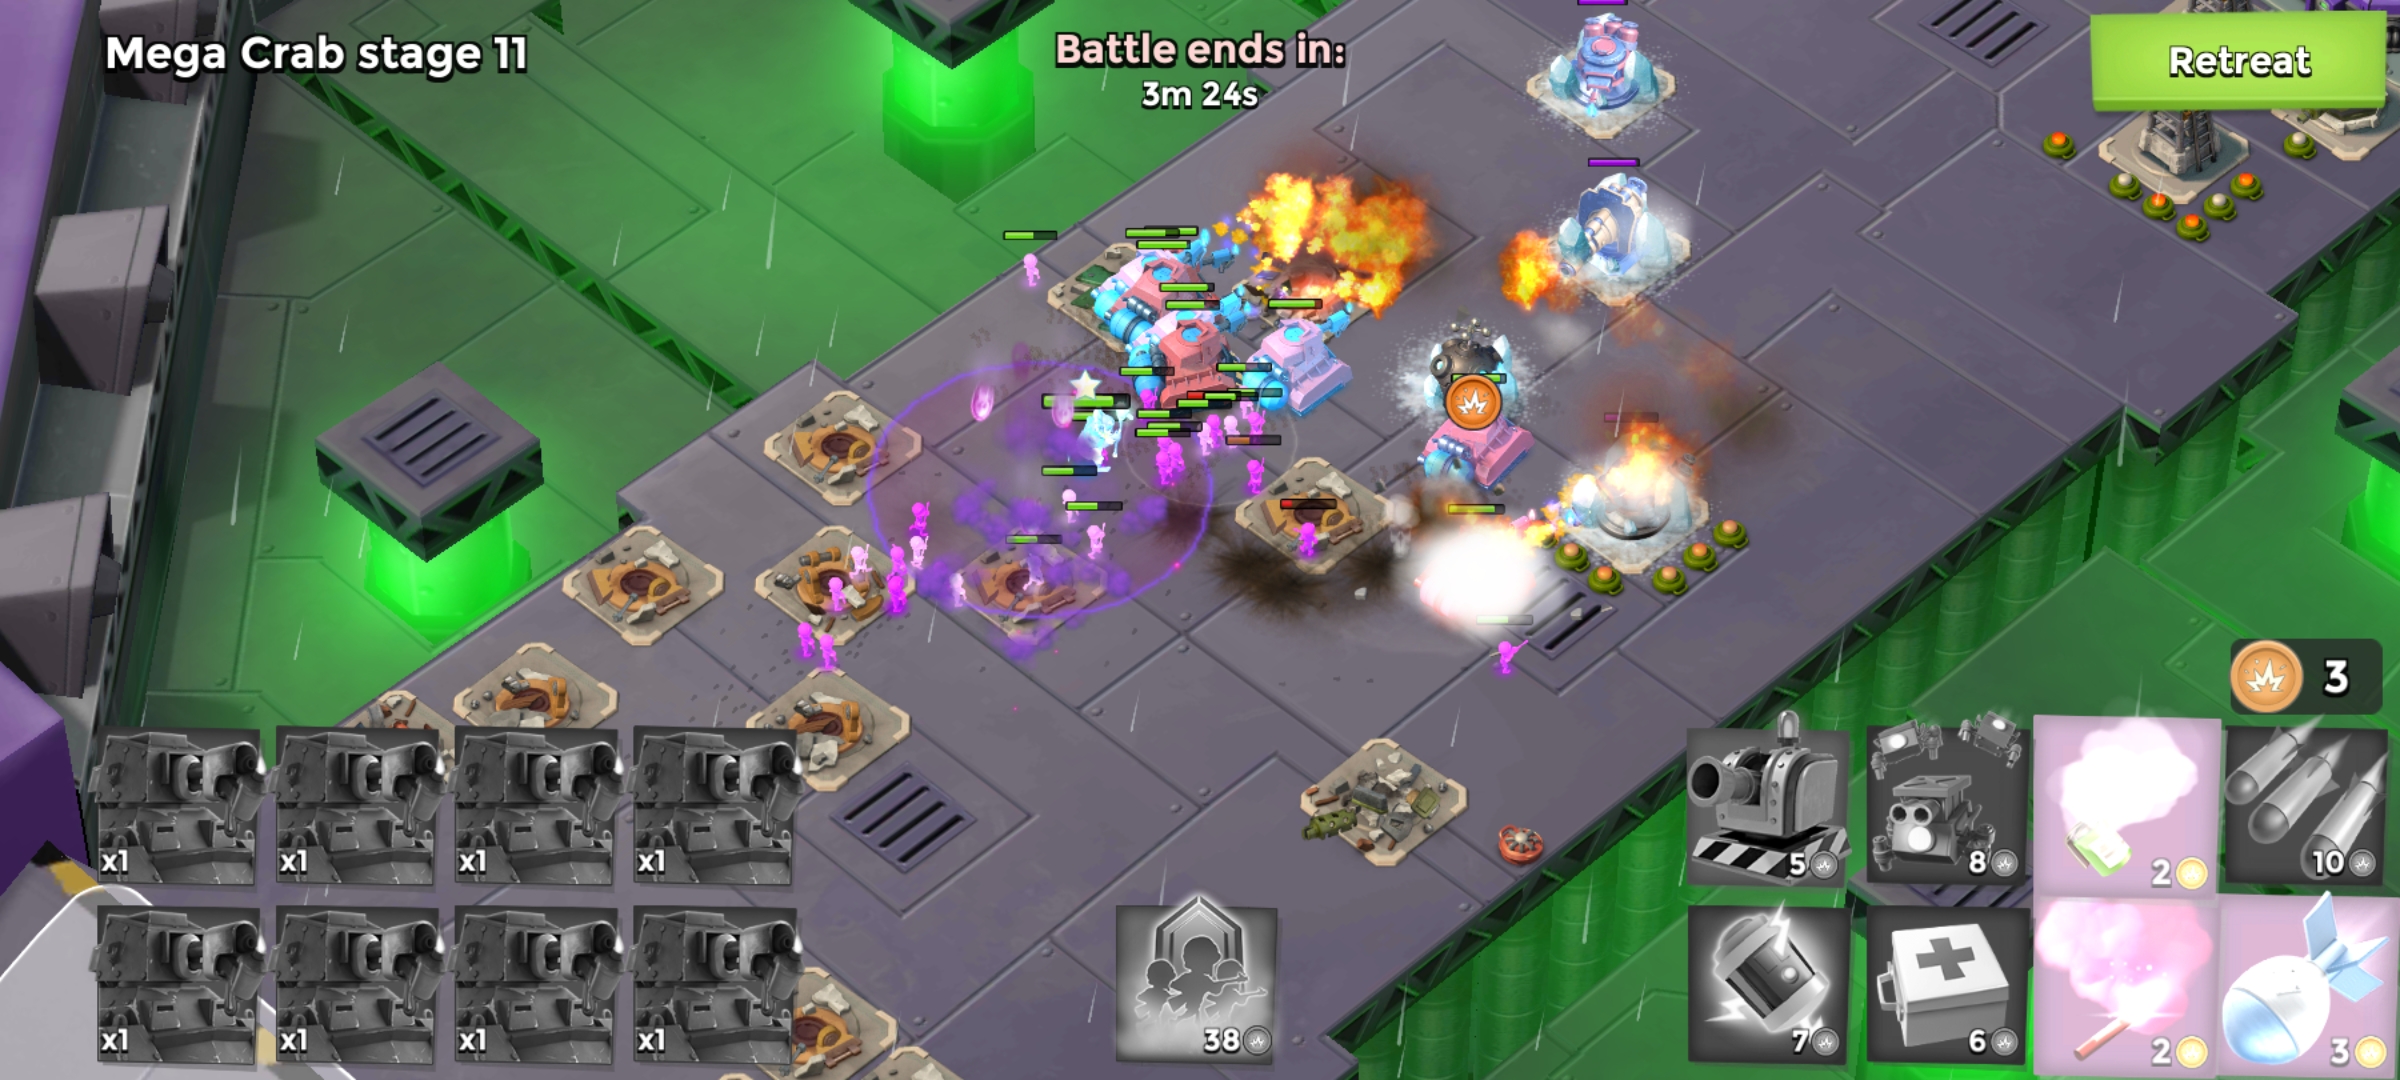 Mega Crab stage 11
Battle ends in:
3m 24s
Retreat
3
x1
x1
x1
x1
5
8
2
10
x1
x1
x1
x1
38
7
6
2
3